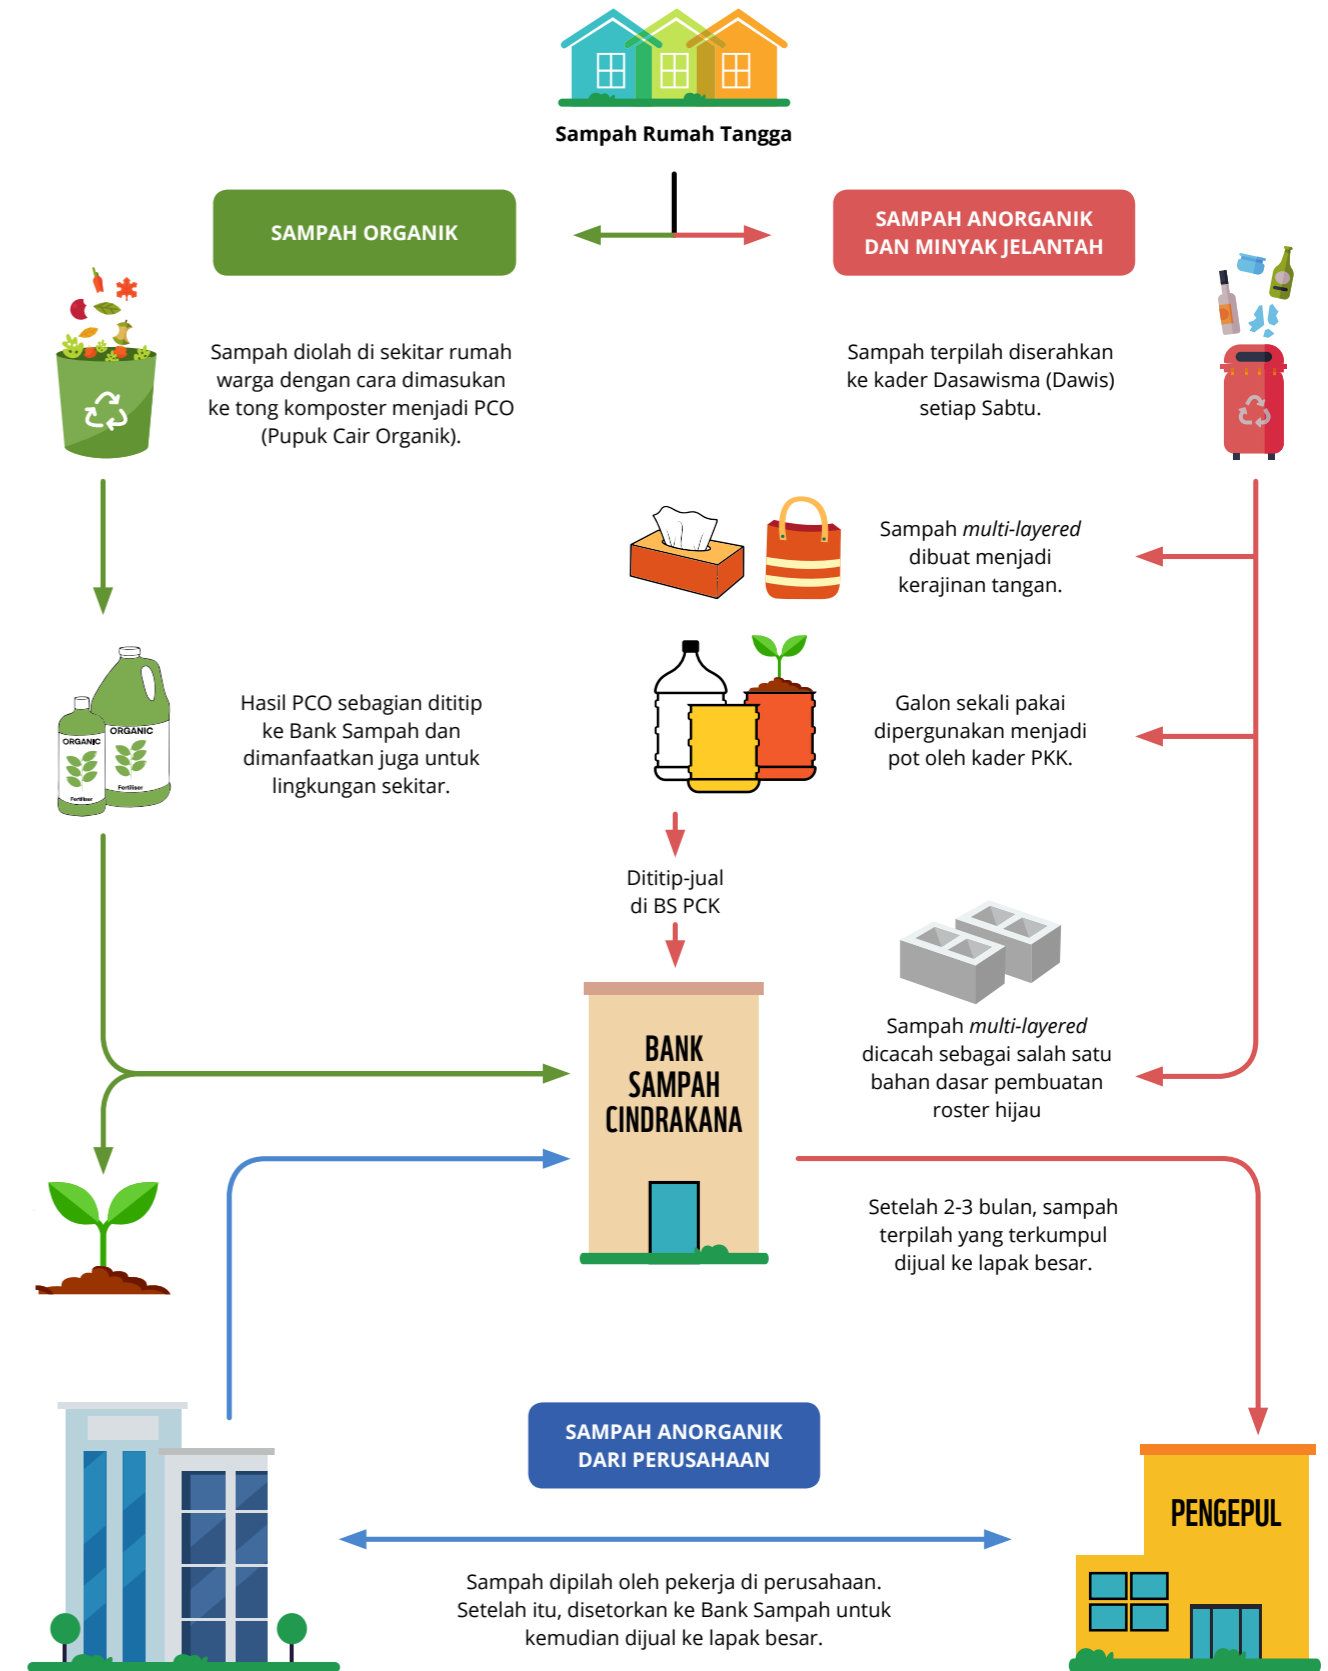 Sampah Rumah Tangga
SAMPAH ORGANIK
SAMPAH ANORGANIK
DAN MINYAK JELANTAH
Sampah diolah di sekitar rumah
warga dengan cara dimasukan
ke tong komposter menjadi PCO
(Pupuk Cair Organik).
Sampah terpilah diserahkan
ke kader Dasawisma (Dawis)
setiap Sabtu.
Sampah multi-layered
dibuat menjadi
kerajinan tangan.
ORGANIC
Fertiliser
ORGANIC
Fertiliser
Hasil PCO sebagian dititip
ke Bank Sampah dan
dimanfaatkan juga untuk
lingkungan sekitar.
Galon sekali pakai
dipergunakan menjadi
pot oleh kader PKK.
Dititip-jual
di BS PCK
Sampah multi-layered
dicacah sebagai salah satu
bahan dasar pembuatan
roster hijau
BANK
SAMPAH
CINDRAKANA
Setelah 2-3 bulan, sampah
terpilah yang terkumpul
dijual ke lapak besar.
SAMPAH ANORGANIK
DARI PERUSAHAAN
PENGEPUL
Sampah dipilah oleh pekerja di perusahaan.
Setelah itu, disetorkan ke Bank Sampah untuk
kemudian dijual ke lapak besar.